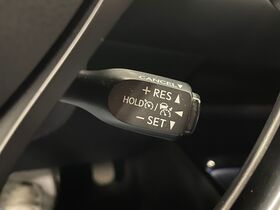 CANCEL▼
+RES▲
HOLD / ◀
−SET▼